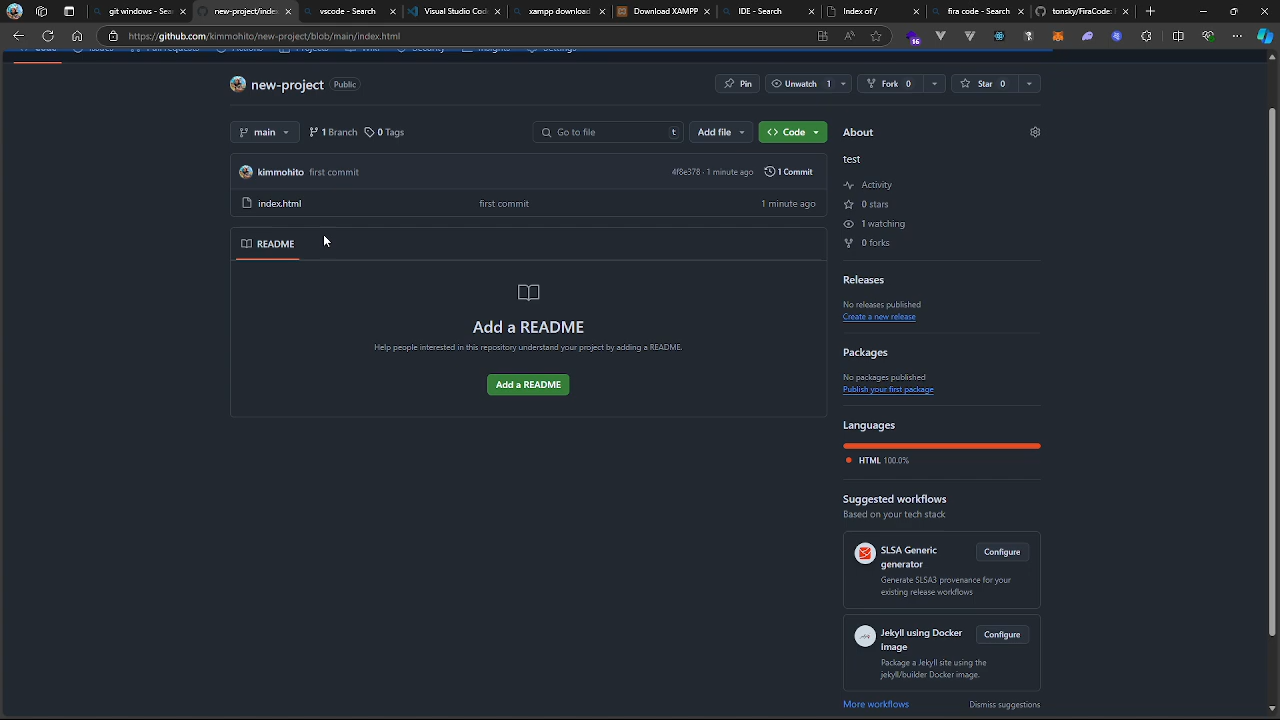 git windows - Sea
new-project/index
vscode - Search
Visual Studio Code
xampp download
Download XAMPP
IDE - Search
Index of /
fira code - Search
tonsky/FiraCode:
https://github.com/kimmohito/new-project/blob/main/index.html
16
new-project
Public
Pin
Unwatch 1
Fork 0
Star 0
main
1 Branch
0 Tags
Go to file
t
Add file
<> Code
kimmohito first commit
4f8e378 · 1 minute ago
1 Commit
index.html
first commit
1 minute ago
README
Add a README
Help people interested in this repository understand your project by adding a README.
Add a README
About
test
Activity
0 stars
1 watching
0 forks
Releases
No releases published
Create a new release
Packages
No packages published
Publish your first package
Languages
HTML 100.0%
Suggested workflows
Based on your tech stack
SLSA Generic
generator
Configure
Generate SLSA3 provenance for your
existing release workflows
Jekyll using Docker
image
Configure
Package a Jekyll site using the
jekyll/builder Docker image.
More workflows
Dismiss suggestions